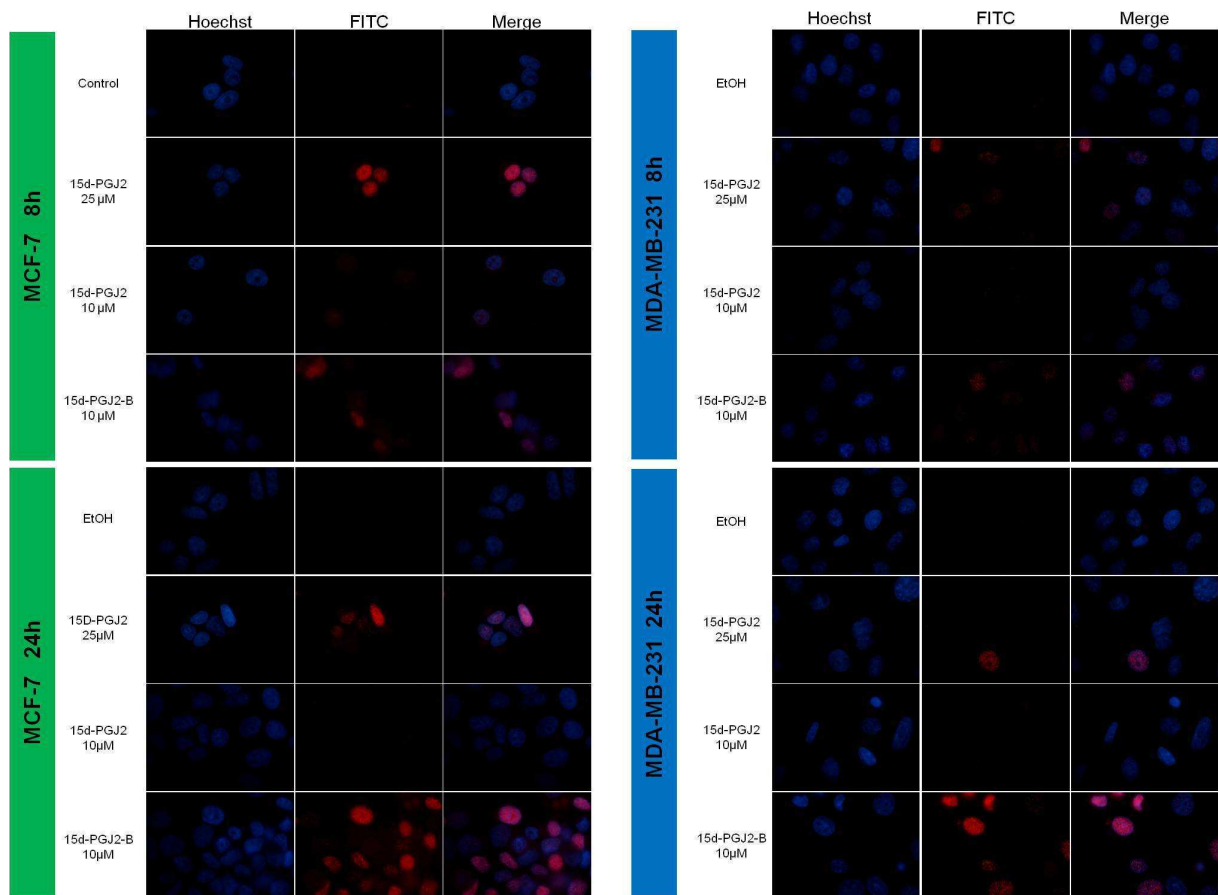 Hoechst FITC Merge
MCF-7 8h
Control
15d-PGJ2
25 µM
15d-PGJ2
10 µM
15d-PGJ2-B
10 µM
MCF-7 24h
EtOH
15D-PGJ2
25µM
15d-PGJ2
10µM
15d-PGJ2-B
10µM
Hoechst FITC Merge
MDA-MB-231 8h
EtOH
15d-PGJ2
25µM
15d-PGJ2
10µM
15d-PGJ2-B
10µM
MDA-MB-231 24h
EtOH
15d-PGJ2
25µM
15d-PGJ2
10µM
15d-PGJ2-B
10µM